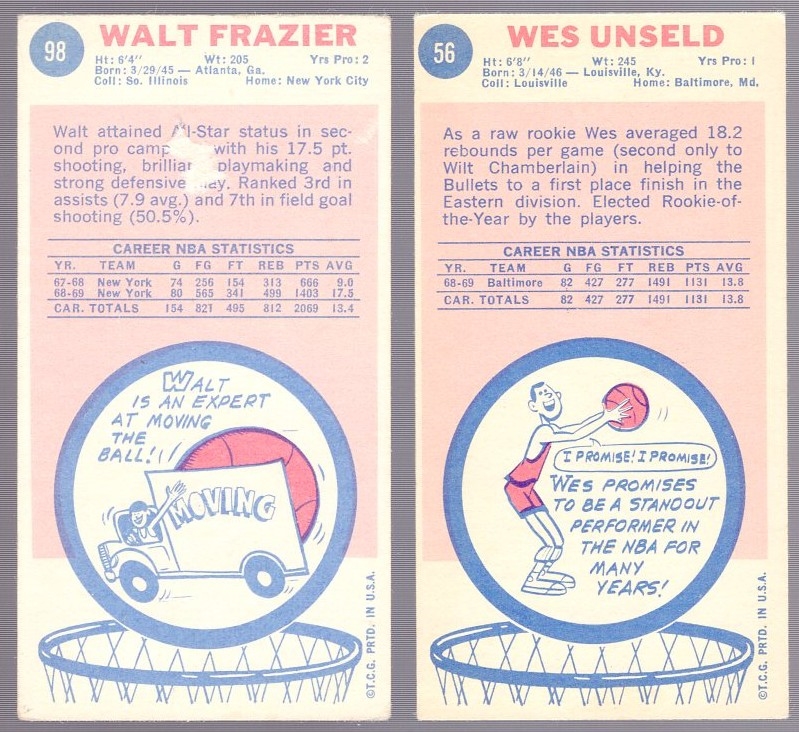 98
WALT FRAZIER
Ht: 6'4" Wt: 205 Yrs Pro: 2
Born: 3/29/45 — Atlanta, Ga.
Coll: So. Illinois Home: New York City
Walt attained All-Star status in sec-
ond pro camp with his 17.5 pt.
shooting, brillian playmaking and
strong defensive play. Ranked 3rd in
assists (7.9 avg.) and 7th in field goal
shooting (50.5%).
CAREER NBA STATISTICS
YR. TEAM G FG FT REB PTS AVG
67-68 New York 74 256 154 313 666 9.0
68-69 New York 80 565 341 499 1403 17.5
CAR. TOTALS 154 821 495 812 2069 13.4
WALT
IS AN EXPERT
AT MOVING
THE
BALL!
MOVING
©T.C.G. PRTD. IN U.S.A.
56
WES UNSELD
Ht: 6'8" Wt: 245 Yrs Pro: 1
Born: 3/14/46 — Louisville, Ky.
Coll: Louisville Home: Baltimore, Md.
As a raw rookie Wes averaged 18.2
rebounds per game (second only to
Wilt Chamberlain) in helping the
Bullets to a first place finish in the
Eastern division. Elected Rookie-of-
the-Year by the players.
CAREER NBA STATISTICS
YR. TEAM G FG FT REB PTS AVG
68-69 Baltimore 82 427 277 1491 1131 13.8
CAR. TOTALS 82 427 277 1491 1131 13.8
I PROMISE! I PROMISE!
WES PROMISES
TO BE A STANDOUT
PERFORMER IN
THE NBA FOR
MANY
YEARS!
©T.C.G. PRTD. IN U.S.A.